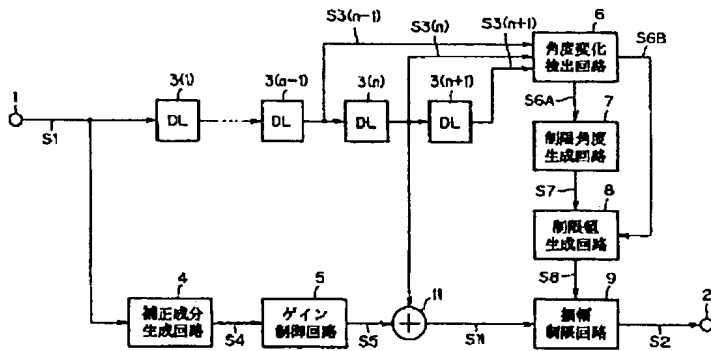 S3(n-1)
S3(n)
S3(n+1)
6
角度変化
検出回路
S6B
1
S1
3(1)
DL
3(n-1)
DL
3(n)
DL
3(n+1)
DL
S6A
7
制限角度
生成回路
S7
8
制限値
生成回路
S8
4
補正成分
生成回路
S4
5
ゲイン
制御回路
S5
11
S11
9
振幅
制限回路
S2
2